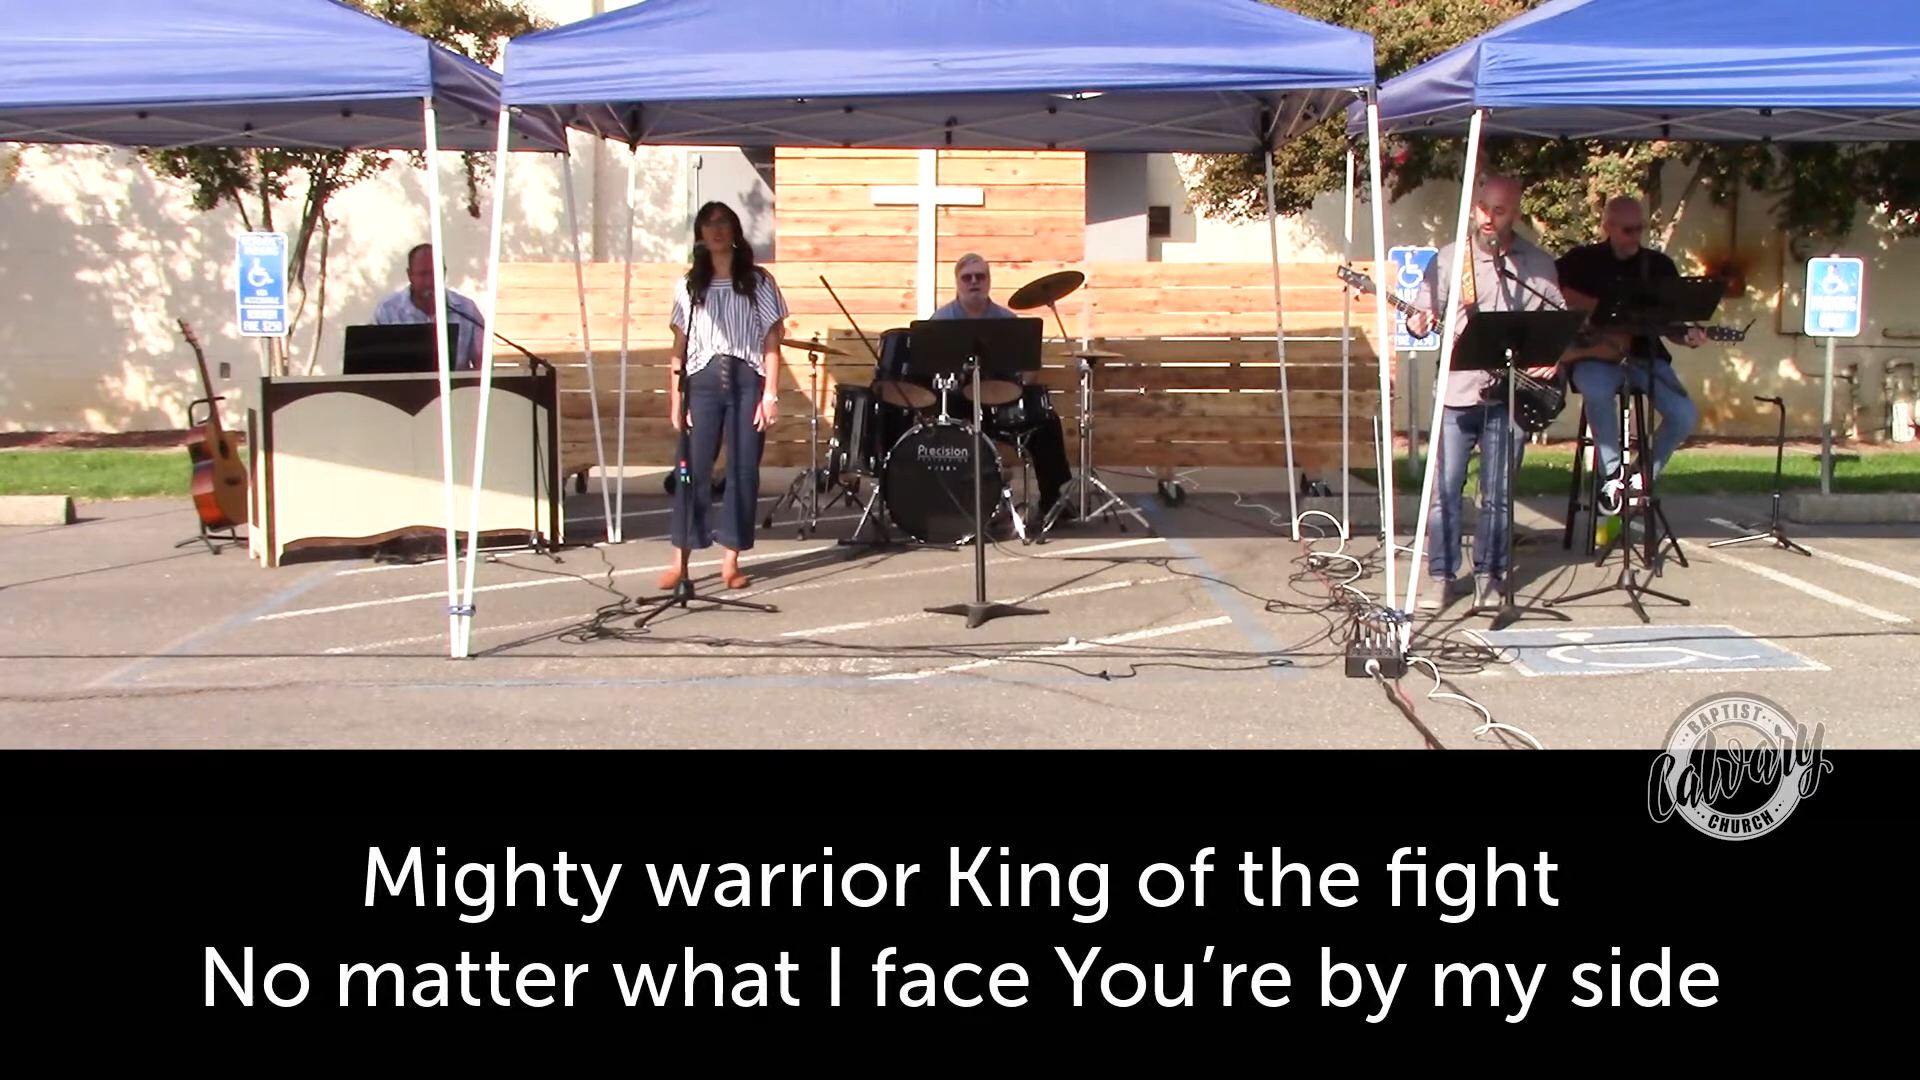 Precision
BAPTIST
Calvary
CHURCH
Mighty warrior King of the fight
No matter what I face You're by my side